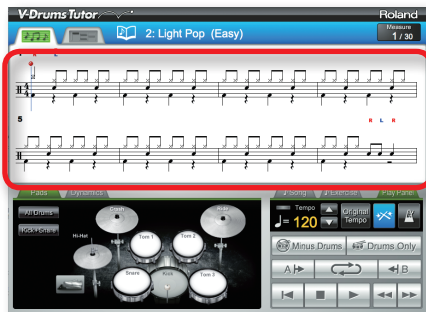 V-Drums Tutor
Roland
2: Light Pop (Easy)
Measure
1 / 30
R L
5
R L R
Pads
Dynamics
Song
Exercise
Play Panel
All Drums
Kick+Snare
Hi-Hat
Crash
Ride
Tom 1
Tom 2
Snare
Kick
Tom 3
Tempo
= 120
Original
Tempo
Minus Drums
Drums Only
A
B